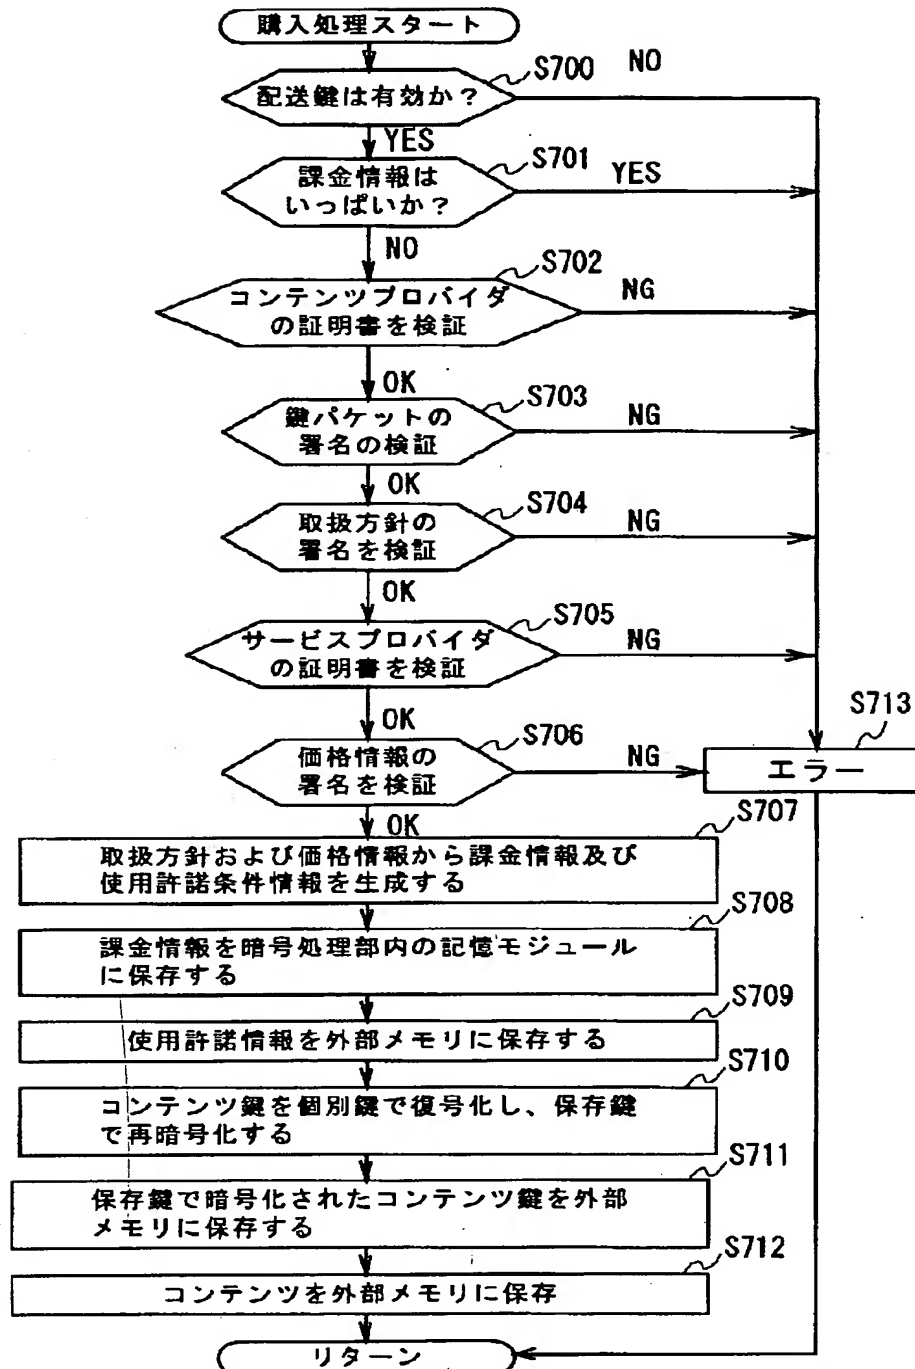 購入処理スタート
S700
NO
配送鍵は有効か？
YES
S701
課金情報は
いっぱいか？
YES
NO
S702
コンテンツプロバイダ
の証明書を検証
NG
OK
S703
鍵パケットの
署名の検証
NG
OK
S704
取扱方針の
署名を検証
NG
OK
S705
サービスプロバイダ
の証明書を検証
NG
OK
S706
価格情報の
署名を検証
NG
S713
エラー
OK
S707
取扱方針および価格情報から課金情報及び
使用許諾条件情報を生成する
S708
課金情報を暗号処理部内の記憶モジュール
に保存する
S709
使用許諾情報を外部メモリに保存する
S710
コンテンツ鍵を個別鍵で復号化し、保存鍵
で再暗号化する
S711
保存鍵で暗号化されたコンテンツ鍵を外部
メモリに保存する
S712
コンテンツを外部メモリに保存
リターン